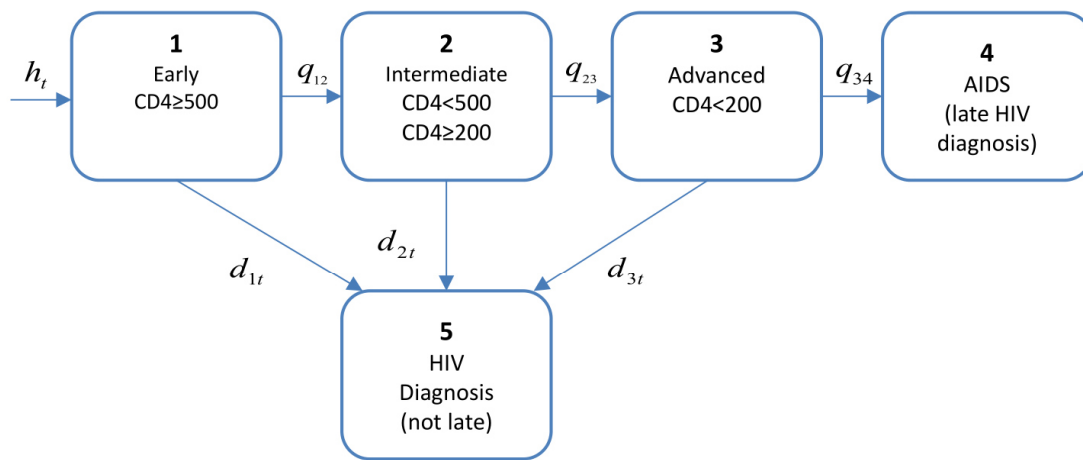 h_t
1
Early
CD4≥500
q_12
2
Intermediate
CD4<500
CD4≥200
q_23
3
Advanced
CD4<200
q_34
4
AIDS
(late HIV
diagnosis)
d_1t
d_2t
d_3t
5
HIV
Diagnosis
(not late)